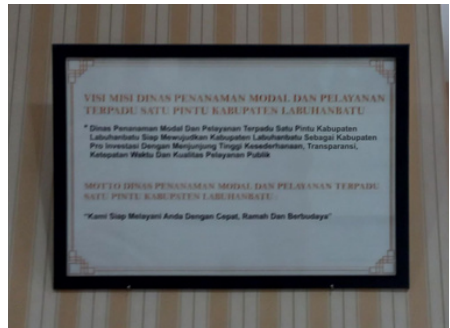 VISI MISI DINAS PENANAMAN MODAL DAN PELAYANAN
TERPADU SATU PINTU KABUPATEN LABUHANBATU
" Dinas Penanaman Modal Dan Pelayanan Terpadu Satu Pintu Kabupaten
Labuhanbatu Siap Mewujudkan Kabupaten Labuhanbatu Sebagai Kabupaten
Pro Investasi Dengan Menjunjung Tinggi Kesederhanaan, Transparansi,
Ketepatan Waktu Dan Kualitas Pelayanan Publik
MOTTO DINAS PENANAMAN MODAL DAN PELAYANAN TERPADU
SATU PINTU KABUPATEN LABUHANBATU :
"Kami Siap Melayani Anda Dengan Cepat, Ramah Dan Berbudaya"